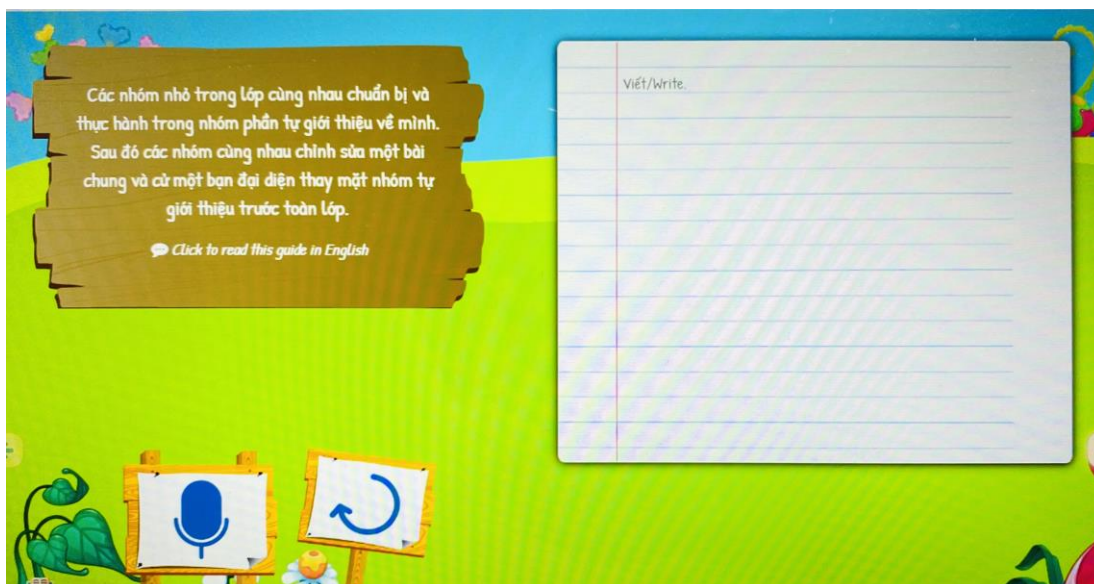 Các nhóm nhỏ trong lớp cùng nhau chuẩn bị và
thực hành trong nhóm phần tự giới thiệu về mình.
Sau đó các nhóm cùng nhau chỉnh sửa một bài
chung và cử một bạn đại diện thay mặt nhóm tự
giới thiệu trước toàn lớp.
Click to read this guide in English
Viết/Write.